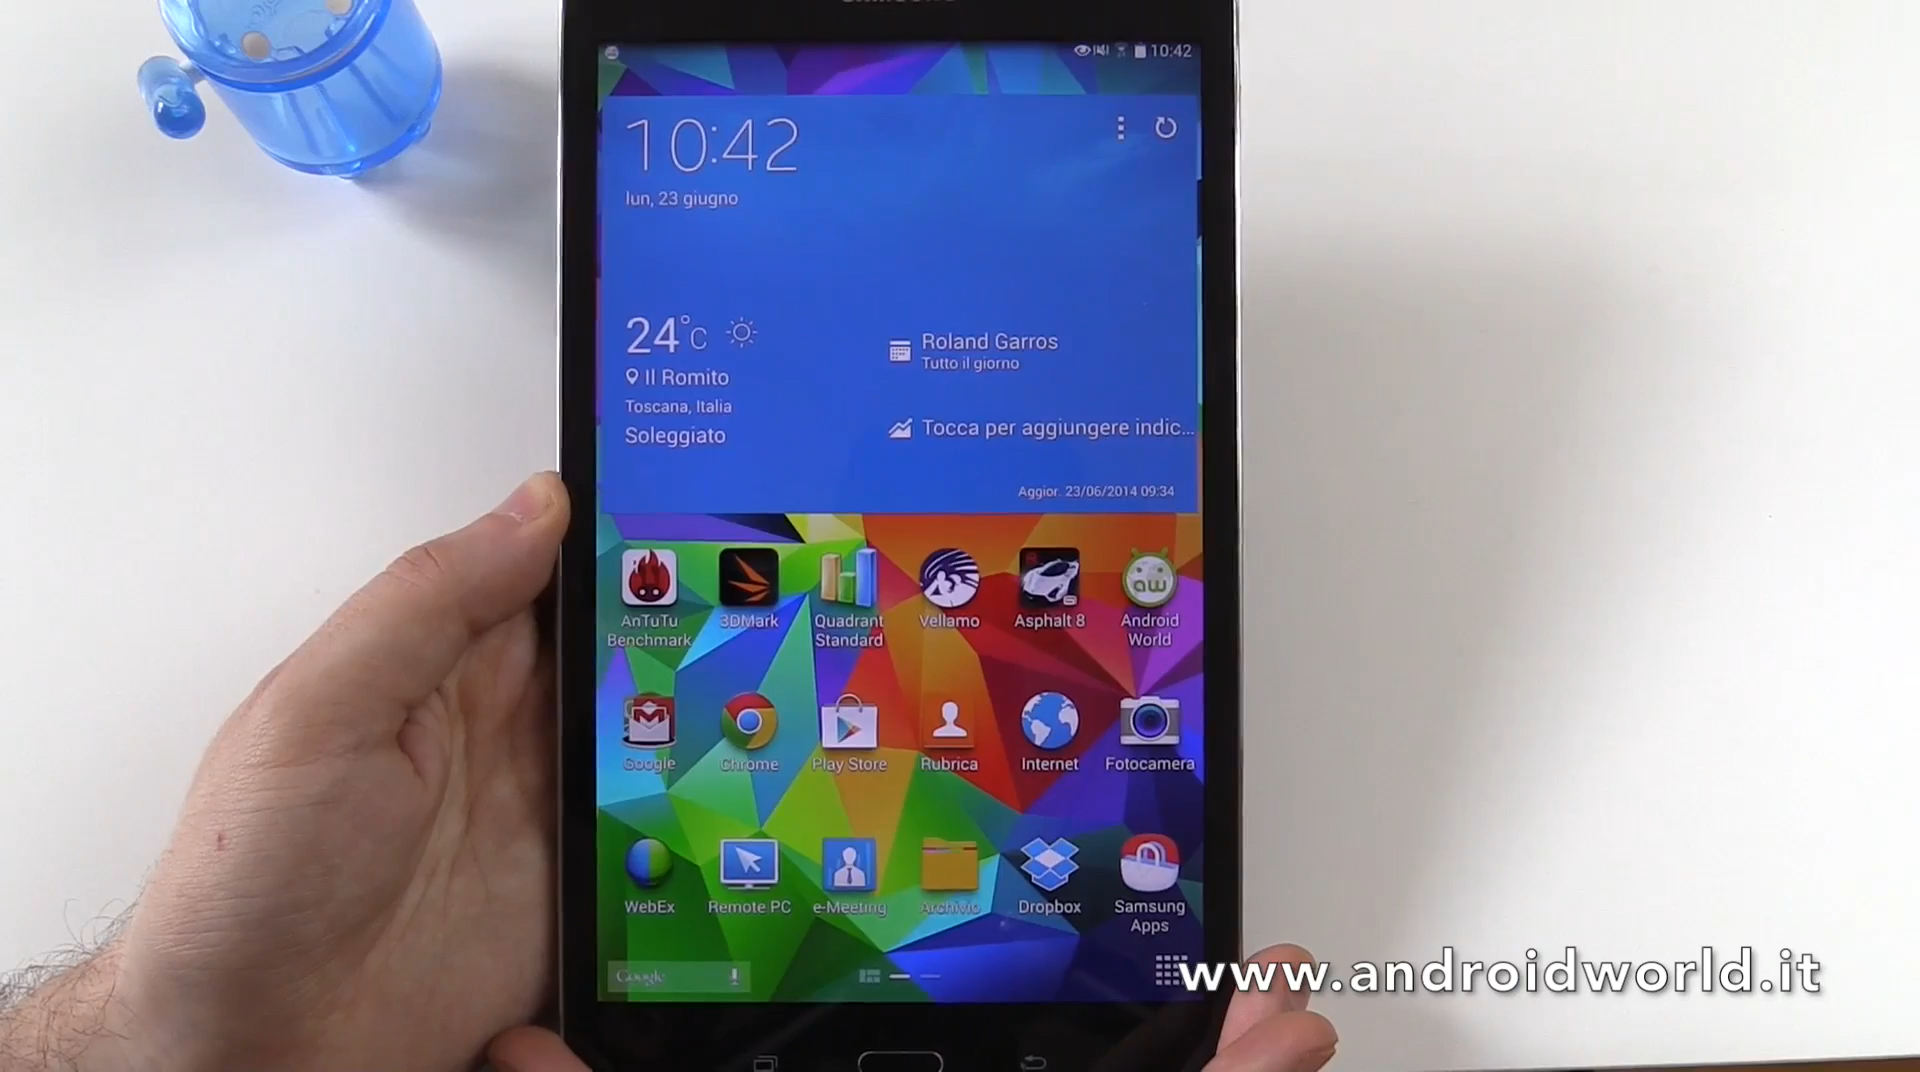 SAMSUNG
10:42
10:42
lun, 23 giugno
24°C
Il Romito
Toscana, Italia
Soleggiato
Roland Garros
Tutto il giorno
Tocca per aggiungere indic...
Aggior. 23/06/2014 09:34
AnTuTu
Benchmark
3DMark
Quadrant
Standard
Vellamo
Asphalt 8
aw
Android
World
Google
Chrome
Play Store
Rubrica
Internet
Fotocamera
WebEx
Remote PC
e-Meeting
Archivio
Dropbox
Samsung
Apps
Google
www.androidworld.it